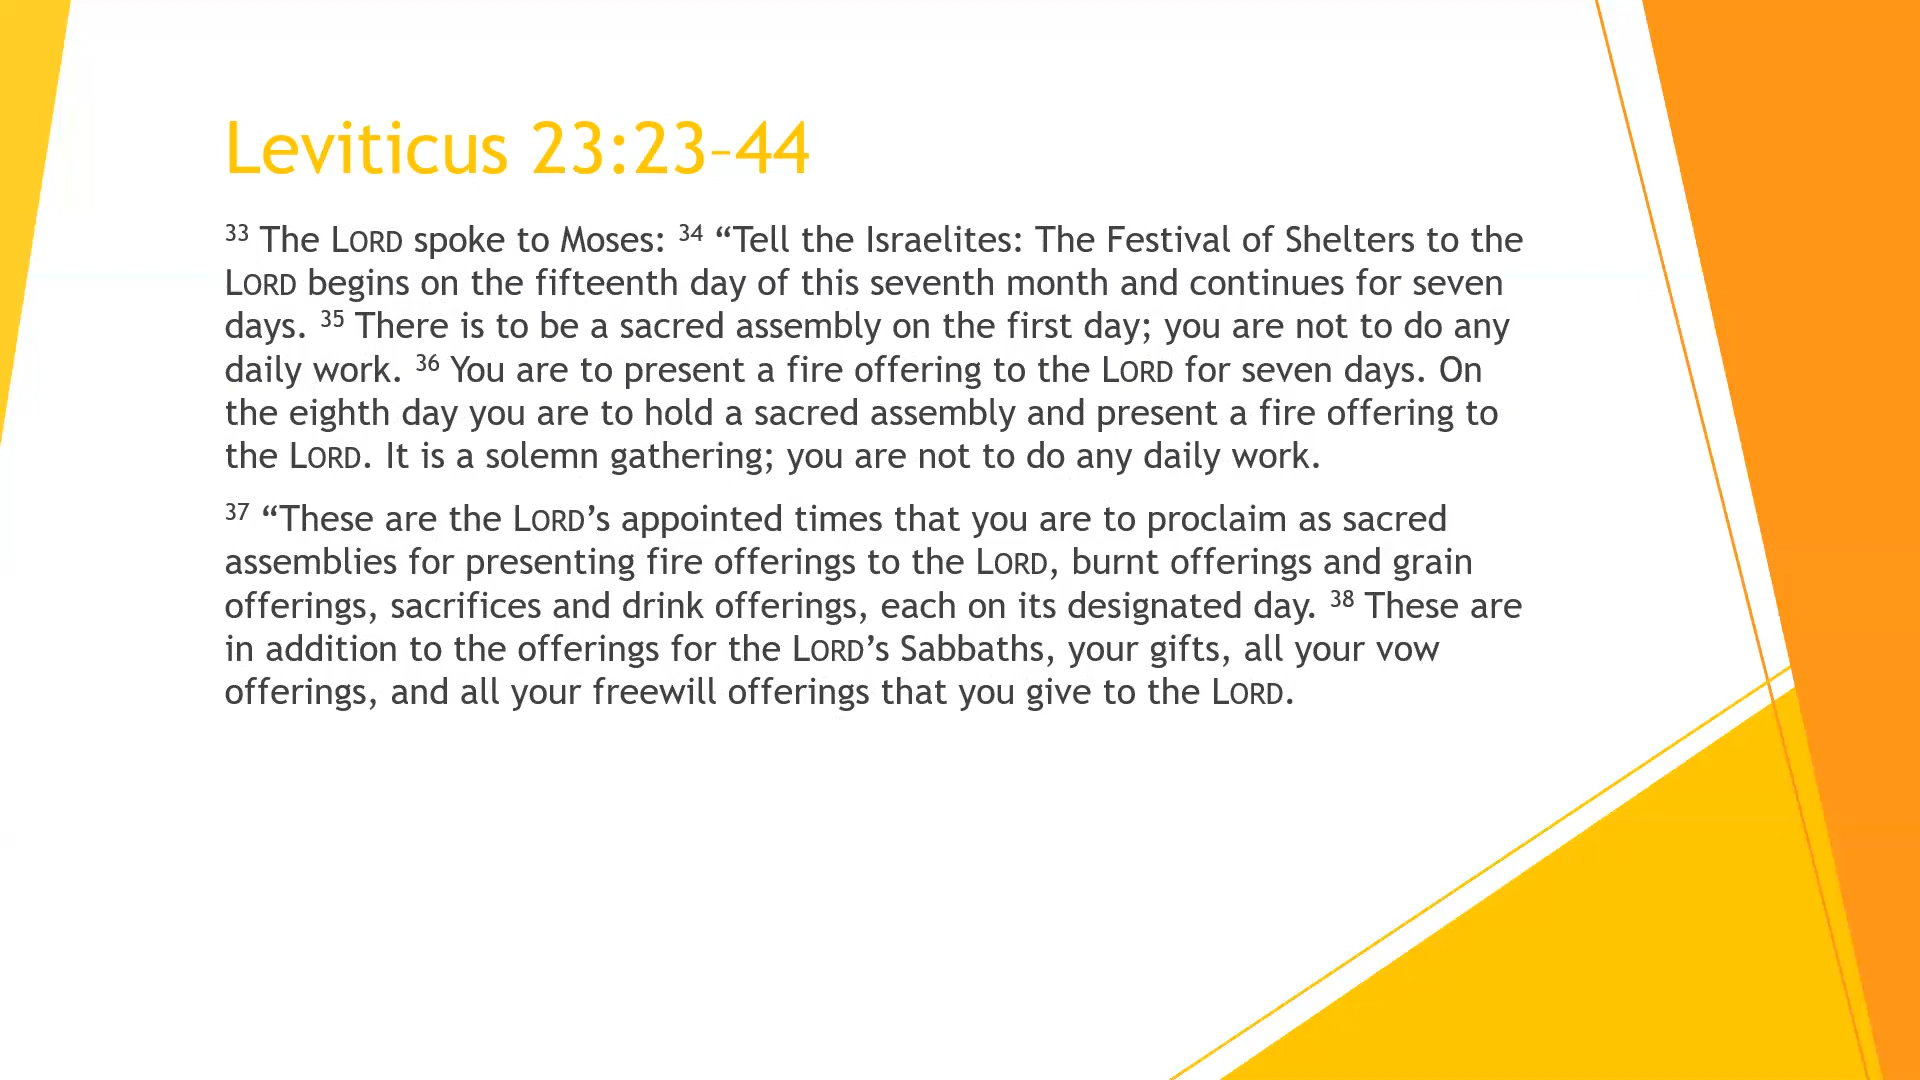 Leviticus 23:23–44
33 The LORD spoke to Moses: 34 “Tell the Israelites: The Festival of Shelters to the
LORD begins on the fifteenth day of this seventh month and continues for seven
days. 35 There is to be a sacred assembly on the first day; you are not to do any
daily work. 36 You are to present a fire offering to the LORD for seven days. On
the eighth day you are to hold a sacred assembly and present a fire offering to
the LORD. It is a solemn gathering; you are not to do any daily work.
37 “These are the LORD’s appointed times that you are to proclaim as sacred
assemblies for presenting fire offerings to the LORD, burnt offerings and grain
offerings, sacrifices and drink offerings, each on its designated day. 38 These are
in addition to the offerings for the LORD’s Sabbaths, your gifts, all your vow
offerings, and all your freewill offerings that you give to the LORD.